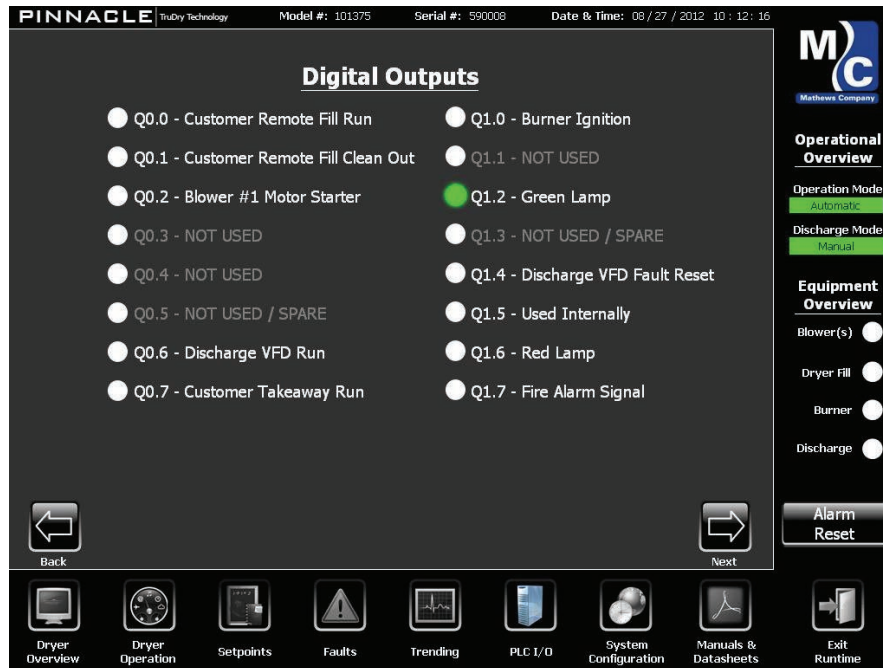 PINNACLE TruDry Technology Model #: 101375 Serial #: 590008 Date & Time: 08/27/2012 10:12:16
Digital Outputs
Q0.0 - Customer Remote Fill Run
Q0.1 - Customer Remote Fill Clean Out
Q0.2 - Blower #1 Motor Starter
Q0.3 - NOT USED
Q0.4 - NOT USED
Q0.5 - NOT USED / SPARE
Q0.6 - Discharge VFD Run
Q0.7 - Customer Takeaway Run
Q1.0 - Burner Ignition
Q1.1 - NOT USED
Q1.2 - Green Lamp
Q1.3 - NOT USED / SPARE
Q1.4 - Discharge VFD Fault Reset
Q1.5 - Used Internally
Q1.6 - Red Lamp
Q1.7 - Fire Alarm Signal
Back
Next
MC
Mathews Company
Operational
Overview
Operation Mode
Automatic
Discharge Mode
Manual
Equipment
Overview
Blower(s)
Dryer Fill
Burner
Discharge
Alarm
Reset
Dryer
Overview
Dryer
Operation
Setpoints
Faults
Trending
PLC I/O
System
Configuration
Manuals &
Datasheets
Exit
Runtime